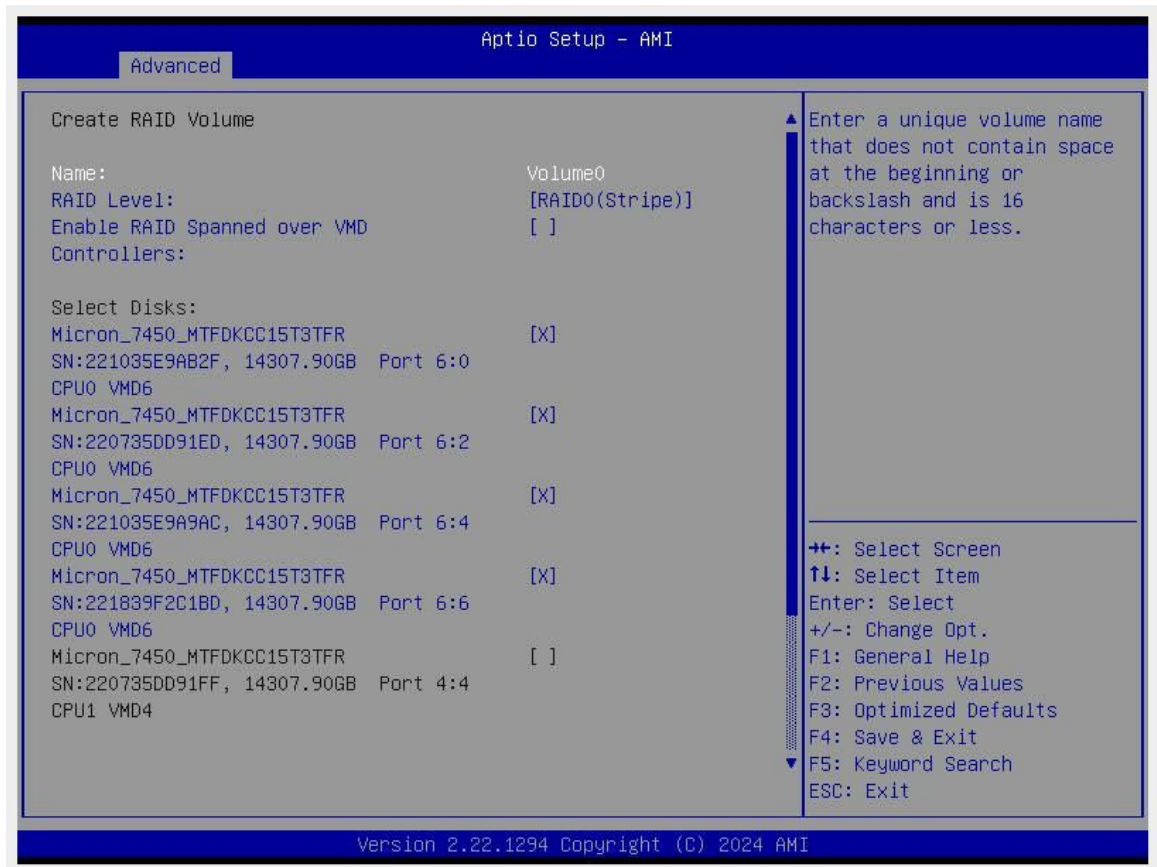 Aptio Setup – AMI
Advanced
Create RAID Volume
Name: Volume0
RAID Level: [RAID0(Stripe)]
Enable RAID Spanned over VMD [ ]
Controllers:
Select Disks:
Micron_7450_MTFDKCC15T3TFR [X]
SN:221035E9AB2F, 14307.90GB Port 6:0
CPU0 VMD6
Micron_7450_MTFDKCC15T3TFR [X]
SN:220735DD91ED, 14307.90GB Port 6:2
CPU0 VMD6
Micron_7450_MTFDKCC15T3TFR [X]
SN:221035E9A9AC, 14307.90GB Port 6:4
CPU0 VMD6
Micron_7450_MTFDKCC15T3TFR [X]
SN:221839F2C1BD, 14307.90GB Port 6:6
CPU0 VMD6
Micron_7450_MTFDKCC15T3TFR [ ]
SN:220735DD91FF, 14307.90GB Port 4:4
CPU1 VMD4
Enter a unique volume name
that does not contain space
at the beginning or
backslash and is 16
characters or less.
→←: Select Screen
↑↓: Select Item
Enter: Select
+/-: Change Opt.
F1: General Help
F2: Previous Values
F3: Optimized Defaults
F4: Save & Exit
F5: Keyword Search
ESC: Exit
Version 2.22.1294 Copyright (C) 2024 AMI